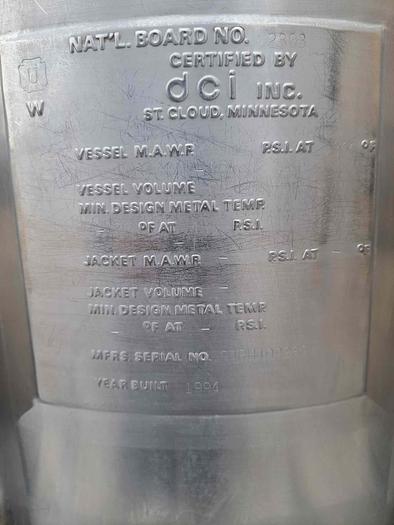 NAT'L. BOARD NO.
U
CERTIFIED BY
W
dci INC.
ST. CLOUD, MINNESOTA
VESSEL M.A.W.P. P.S.I. AT °F
VESSEL VOLUME
MIN. DESIGN METAL TEMP.
– °F AT – P.S.I.
JACKET M.A.W.P. – P.S.I. AT – °F
JACKET VOLUME –
MIN. DESIGN METAL TEMP.
– °F AT – P.S.I.
MFRS. SERIAL NO.
YEAR BUILT 1994